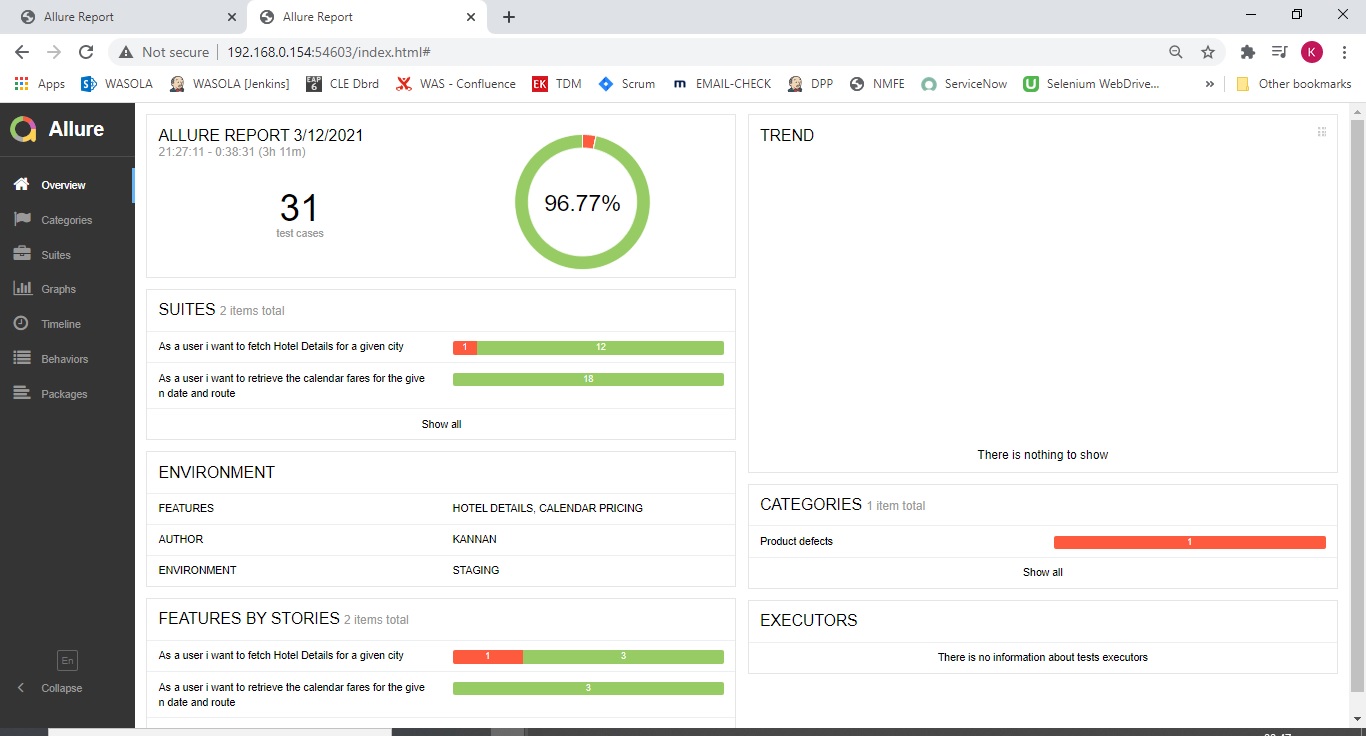 Allure Report
Allure Report
Not secure
192.168.0.154:54603/index.html#
K
Apps
WASOLA
WASOLA [Jenkins]
EAP 6
CLE Dbrd
WAS - Confluence
EK
TDM
Scrum
m
EMAIL-CHECK
DPP
NMFE
ServiceNow
Selenium WebDrive...
»
Other bookmarks
Allure
Overview
Categories
Suites
Graphs
Timeline
Behaviors
Packages
En
Collapse
ALLURE REPORT 3/12/2021
21:27:11 - 0:38:31 (3h 11m)
31
test cases
96.77%
SUITES 2 items total
As a user i want to fetch Hotel Details for a given city
1
12
As a user i want to retrieve the calendar fares for the give
n date and route
18
Show all
ENVIRONMENT
FEATURES
HOTEL DETAILS, CALENDAR PRICING
AUTHOR
KANNAN
ENVIRONMENT
STAGING
FEATURES BY STORIES 2 items total
As a user i want to fetch Hotel Details for a given city
1
3
As a user i want to retrieve the calendar fares for the give
n date and route
3
TREND
There is nothing to show
CATEGORIES 1 item total
Product defects
1
Show all
EXECUTORS
There is no information about tests executors